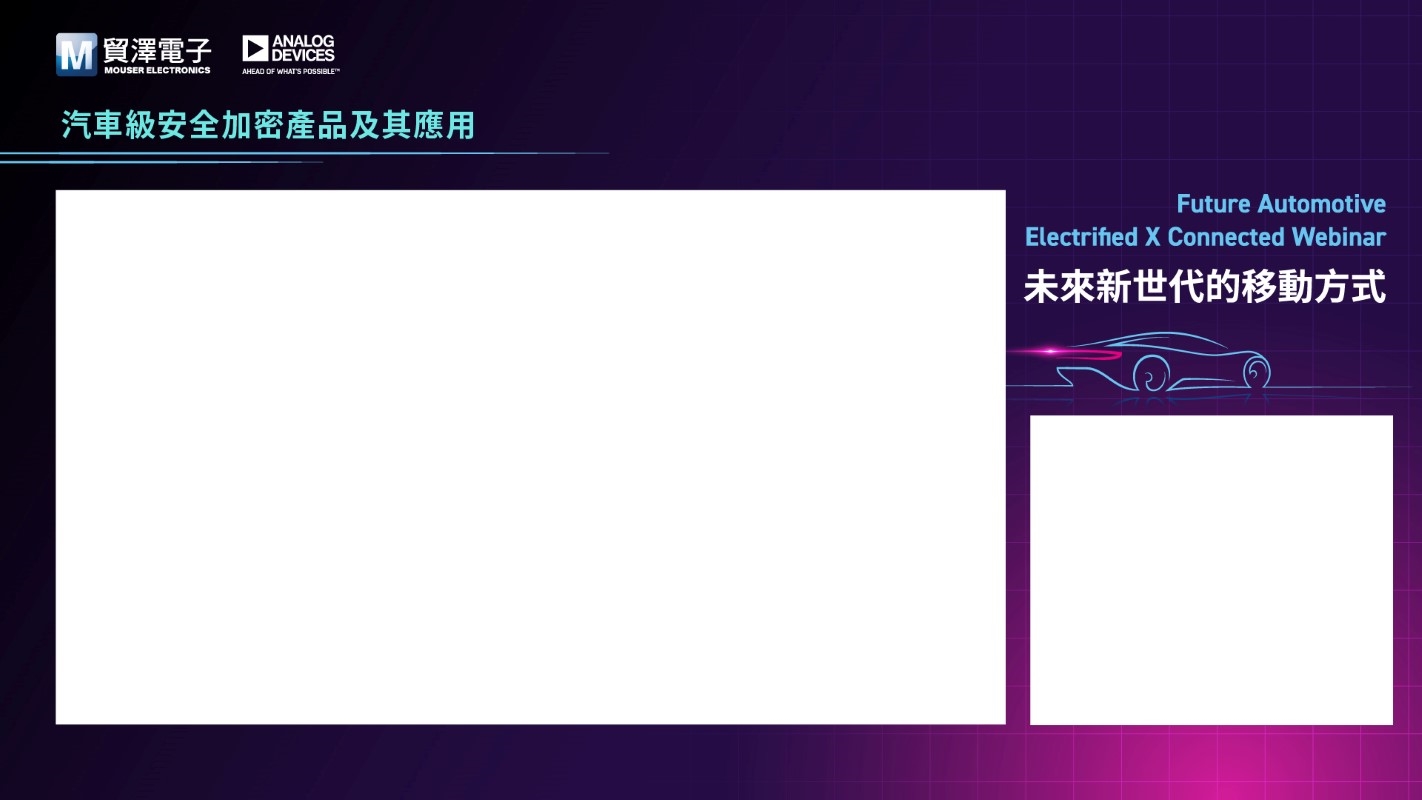 M 貿澤電子
MOUSER ELECTRONICS
ANALOG
DEVICES
AHEAD OF WHAT'S POSSIBLE™
汽車級安全加密產品及其應用
Future Automotive
Electrified X Connected Webinar
未來新世代的移動方式